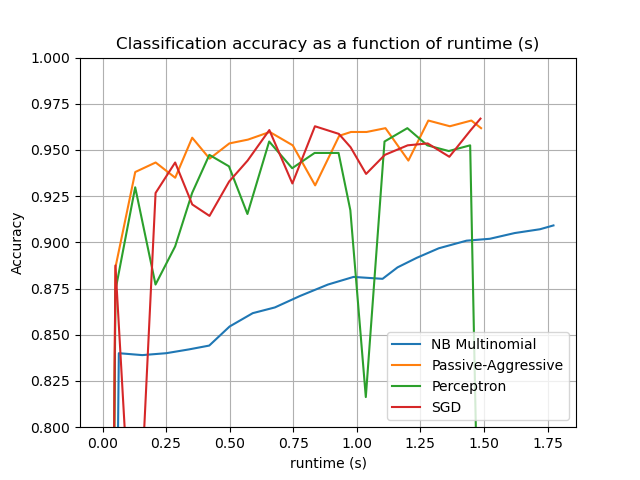 Classification accuracy as a function of runtime (s)
1.000
0.975
0.950
0.925
0.900
0.875
0.850
0.825
0.800
Accuracy
NB Multinomial
Passive-Aggressive
Perceptron
SGD
0.00 0.25 0.50 0.75 1.00 1.25 1.50 1.75
runtime (s)